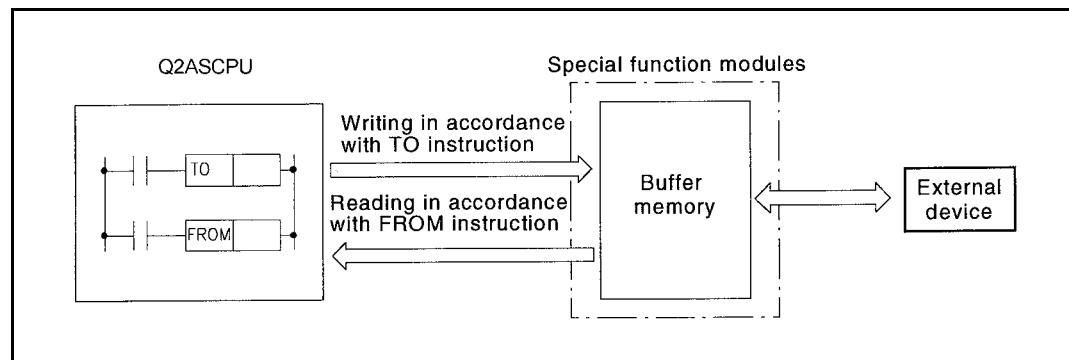 Q2ASCPU
Special function modules
Writing in accordance
with TO instruction
TO
Reading in accordance
with FROM instruction
FROM
Buffer
memory
External
device